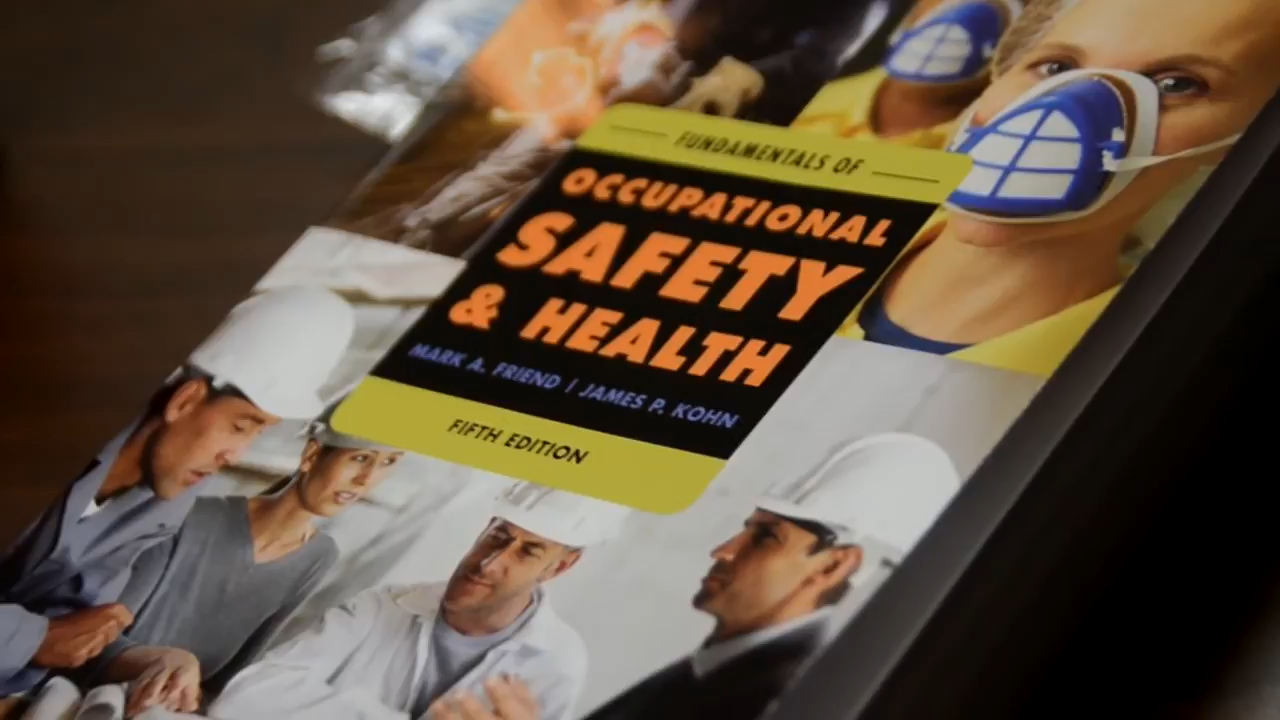 FUNDAMENTALS OF
OCCUPATIONAL
SAFETY
& HEALTH
MARK A. FRIEND | JAMES P. KOHN
FIFTH EDITION